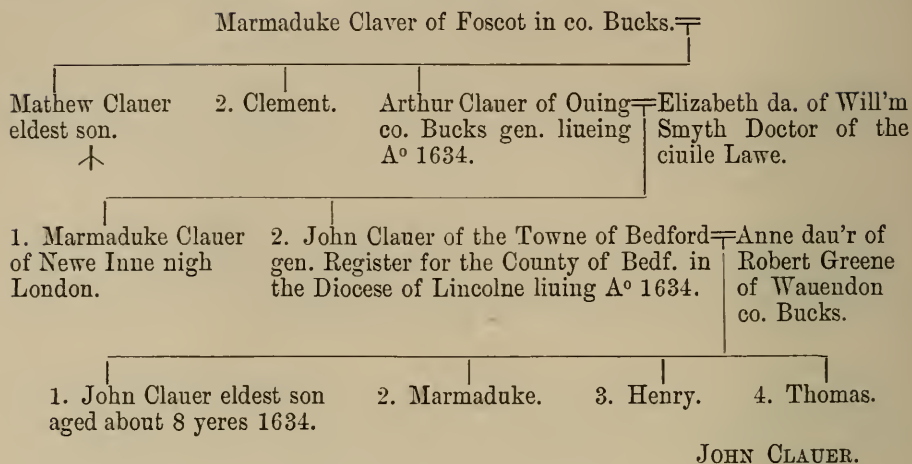 Marmaduke Claver of Foscot in co. Bucks.
Mathew Clauer
eldest son.
2. Clement.
Arthur Clauer of Ouing
co. Bucks gen. liueing
Aº 1634.
Elizabeth da. of Will'm
Smyth Doctor of the
ciuile Lawe.
1. Marmaduke Clauer
of Newe Inne nigh
London.
2. John Clauer of the Towne of Bedford
gen. Register for the County of Bedf. in
the Diocese of Lincolne liuing Aº 1634.
Anne dau'r of
Robert Greene
of Wauendon
co. Bucks.
1. John Clauer eldest son
aged about 8 yeres 1634.
2. Marmaduke.
3. Henry.
4. Thomas.
JOHN CLAUER.